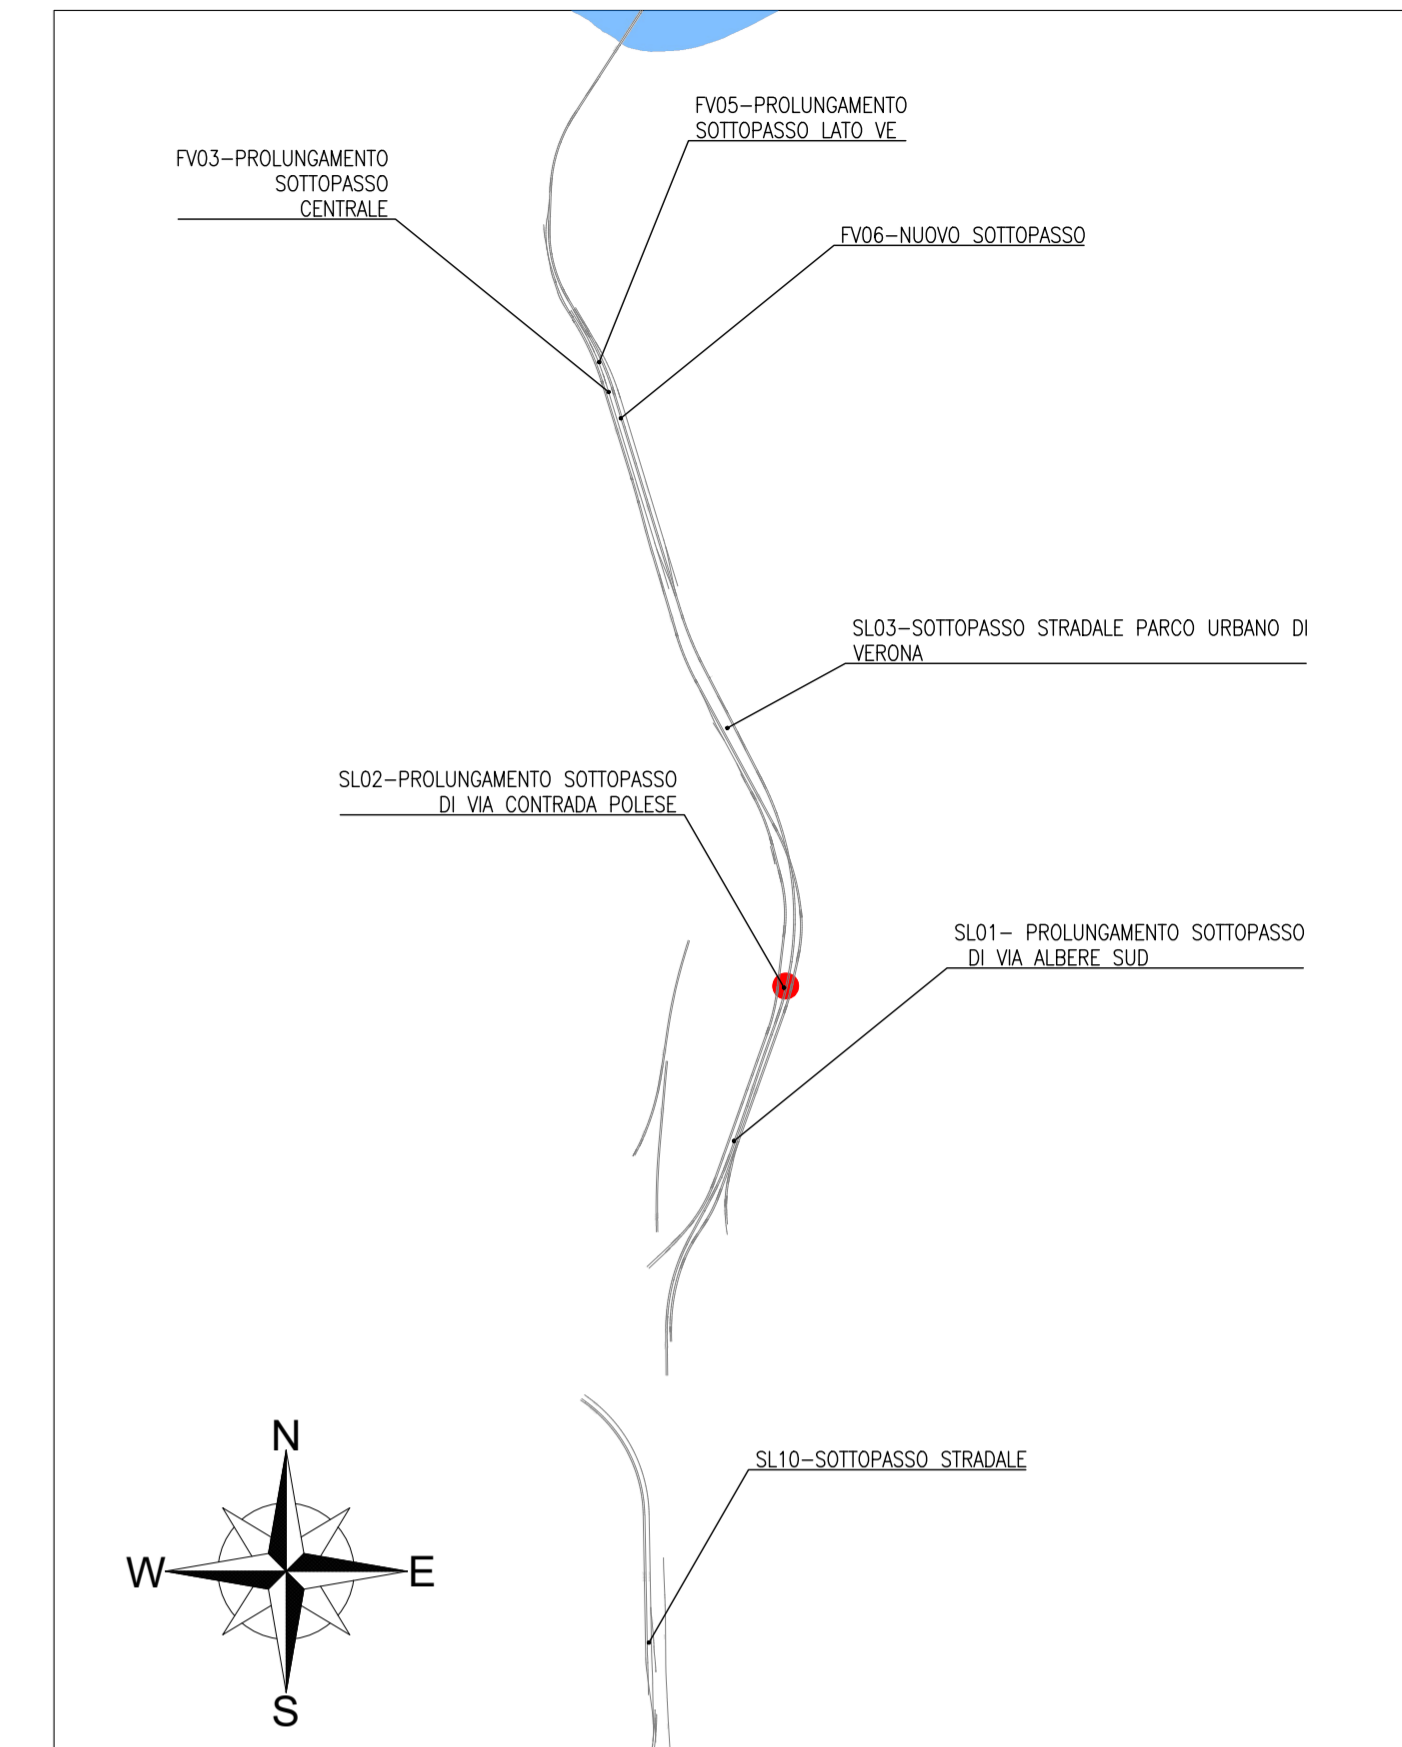 FV05-PROLUNGAMENTO
SOTTOPASSO LATO VE
FV03-PROLUNGAMENTO
SOTTOPASSO
CENTRALE
FV06-NUOVO SOTTOPASSO
SL03-SOTTOPASSO STRADALE PARCO URBANO DI
VERONA
SL02-PROLUNGAMENTO SOTTOPASSO
DI VIA CONTRADA POLESE
SL01- PROLUNGAMENTO SOTTOPASSO
DI VIA ALBERE SUD
SL10-SOTTOPASSO STRADALE
N
W
E
S